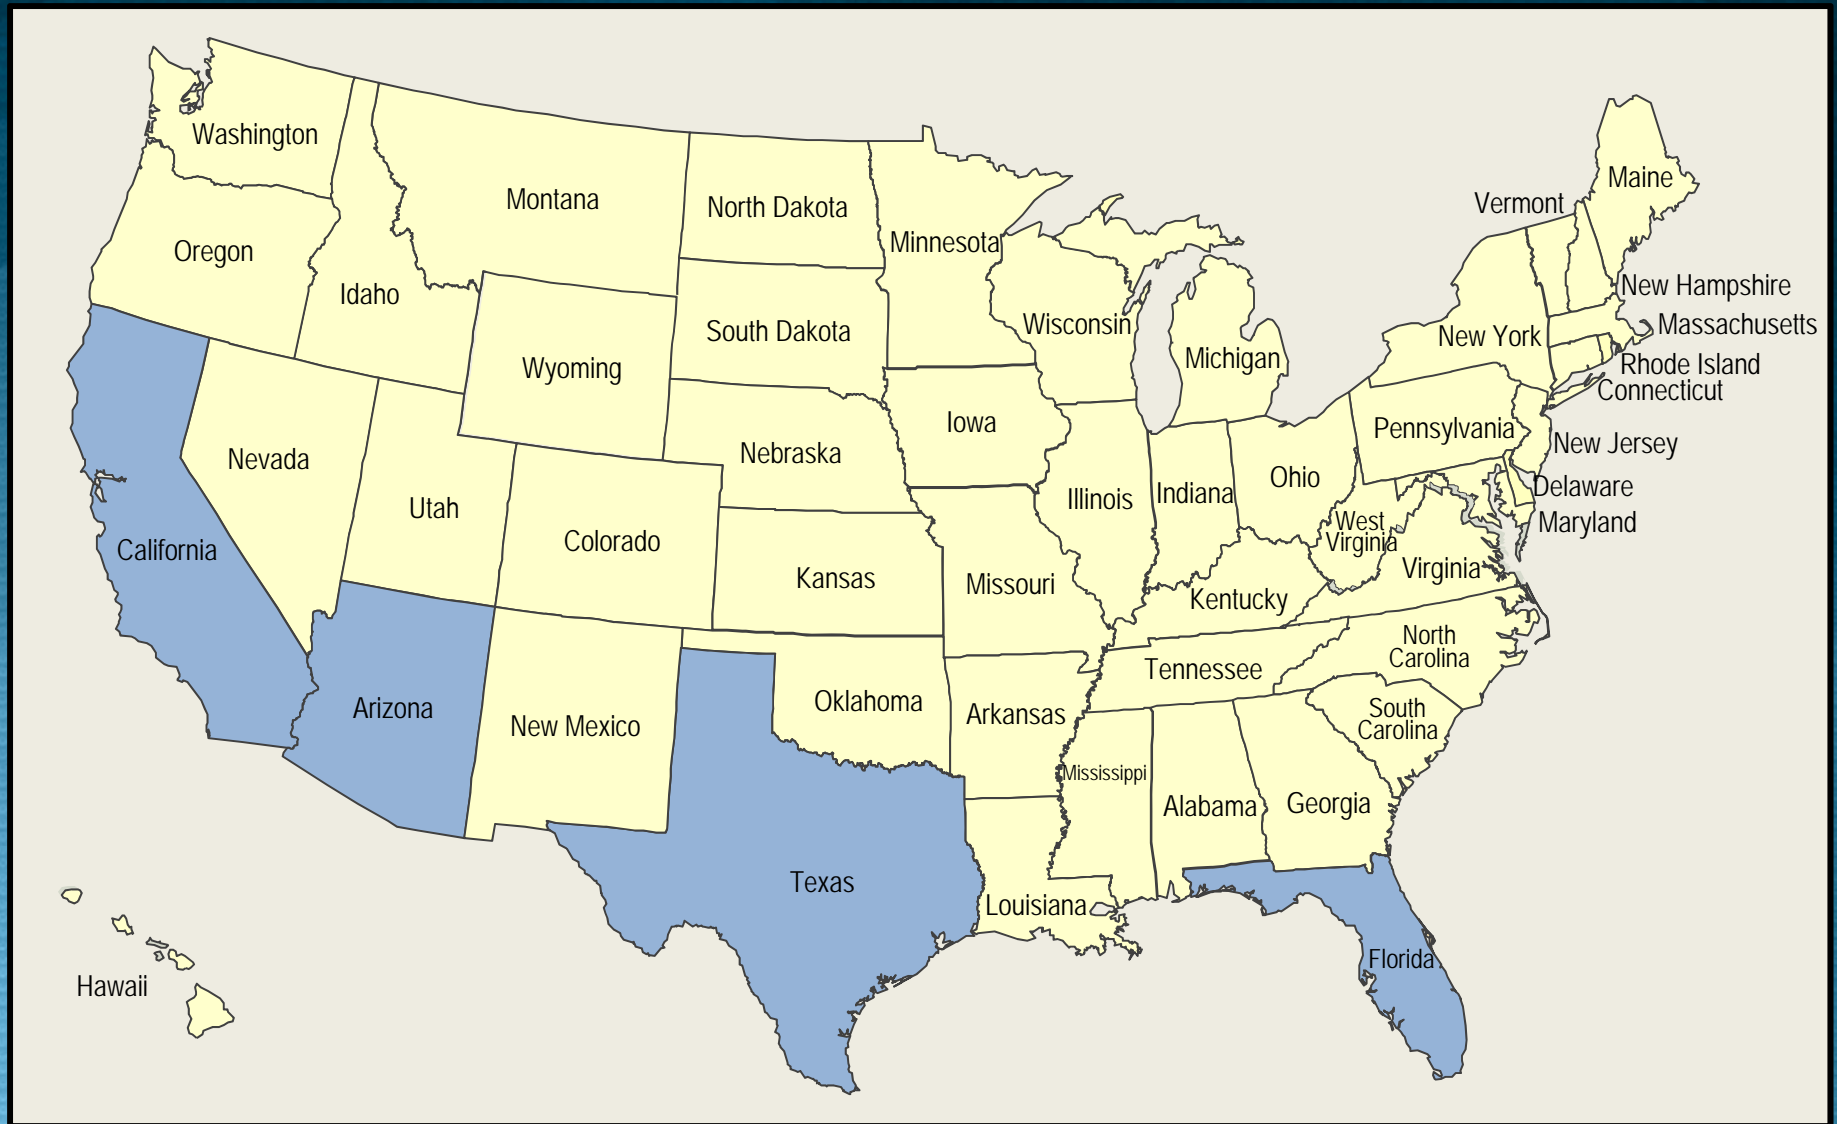 Washington
Montana
North Dakota
Minnesota
Maine
Vermont
Oregon
Idaho
New Hampshire
Massachusetts
New York
Rhode Island
Connecticut
Wisconsin
Michigan
South Dakota
Wyoming
Iowa
Pennsylvania
New Jersey
Nebraska
Nevada
Utah
Ohio
Indiana
Illinois
Delaware
Maryland
West
Virginia
Virginia
California
Colorado
Kansas
Missouri
Kentucky
North
Carolina
Tennessee
Arizona
New Mexico
Oklahoma
Arkansas
South
Carolina
Mississippi
Alabama
Georgia
Texas
Louisiana
Florida
Hawaii